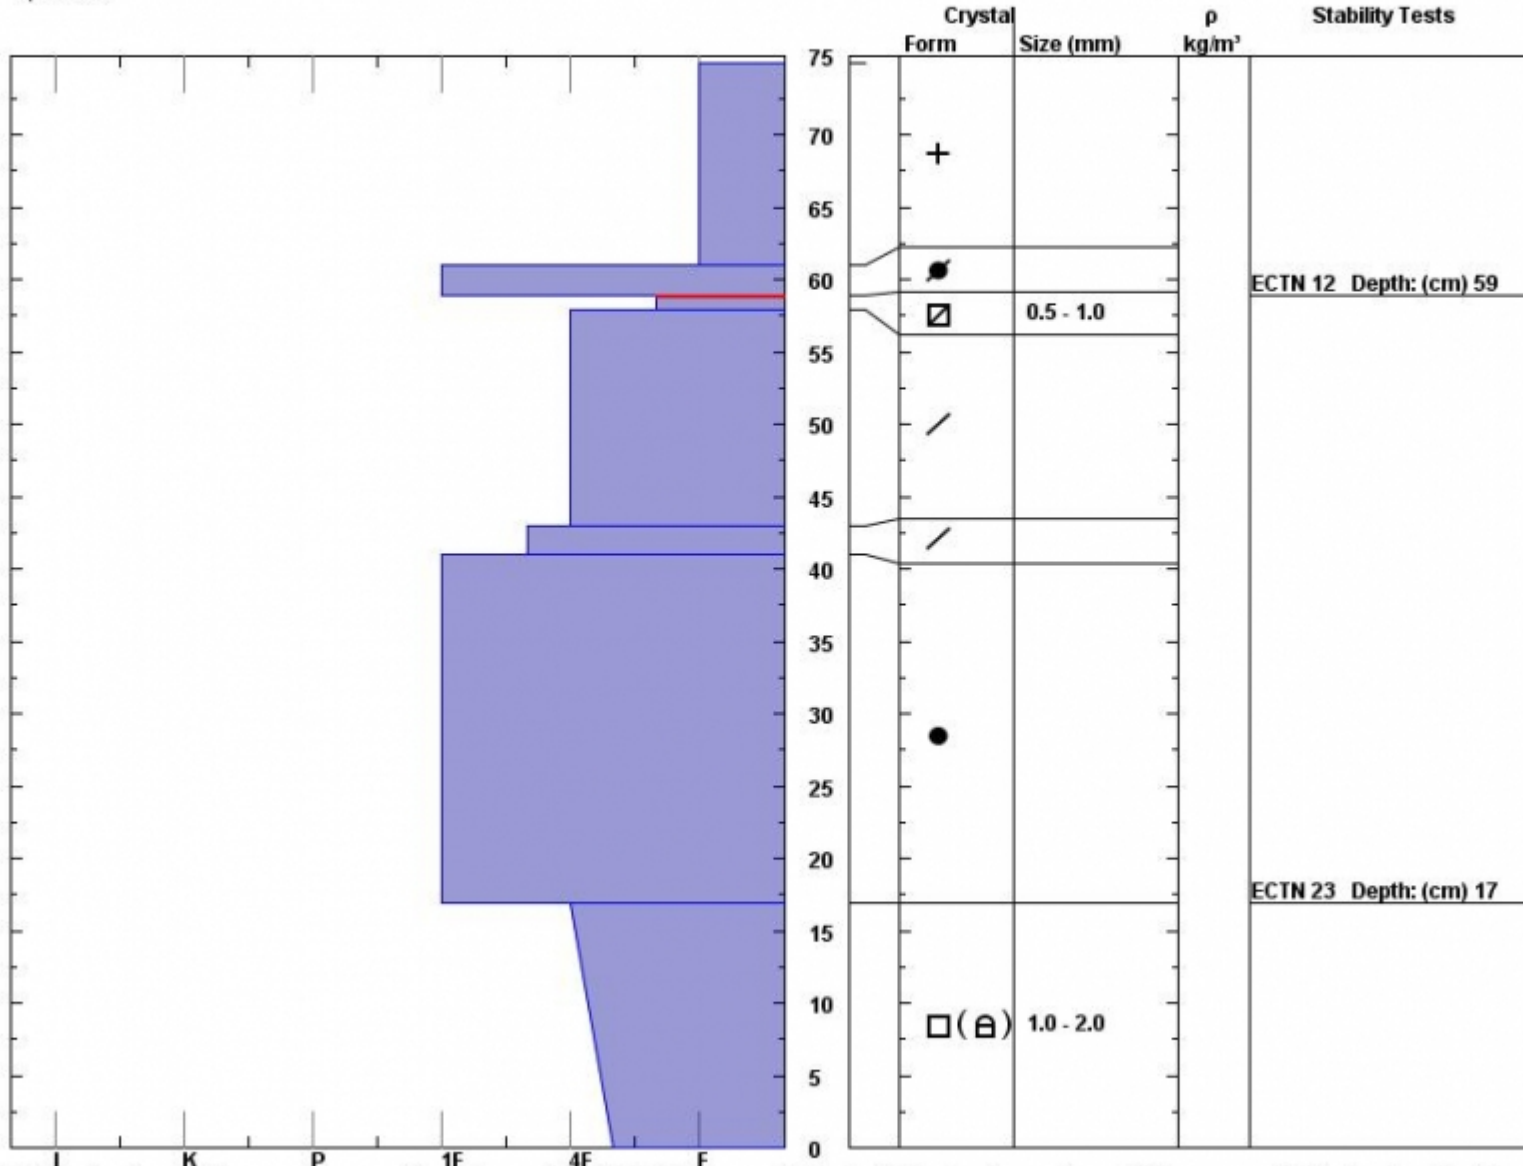 Crystal ρ Stability Tests
Form Size (mm) kg/m³
75
70
65
60 ECTN 12 Depth: (cm) 59
0.5 - 1.0
55
50
45
40
35
30
25
20
ECTN 23 Depth: (cm) 17
15
10
( ) 1.0 - 2.0
5
0
I K P 1F 4F F